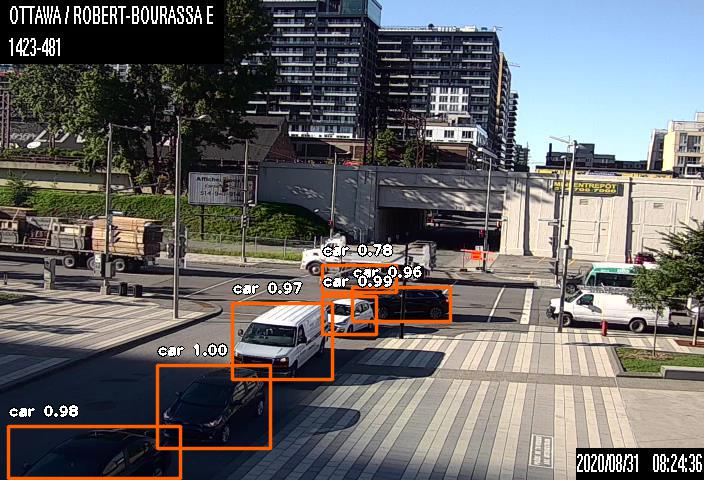 OTTAWA / ROBERT-BOURASSA E
1423-481
car 0.78
car 0.96
car 0.99
car 0.97
car 1.00
car 0.98
2020/08/31 08:24:36